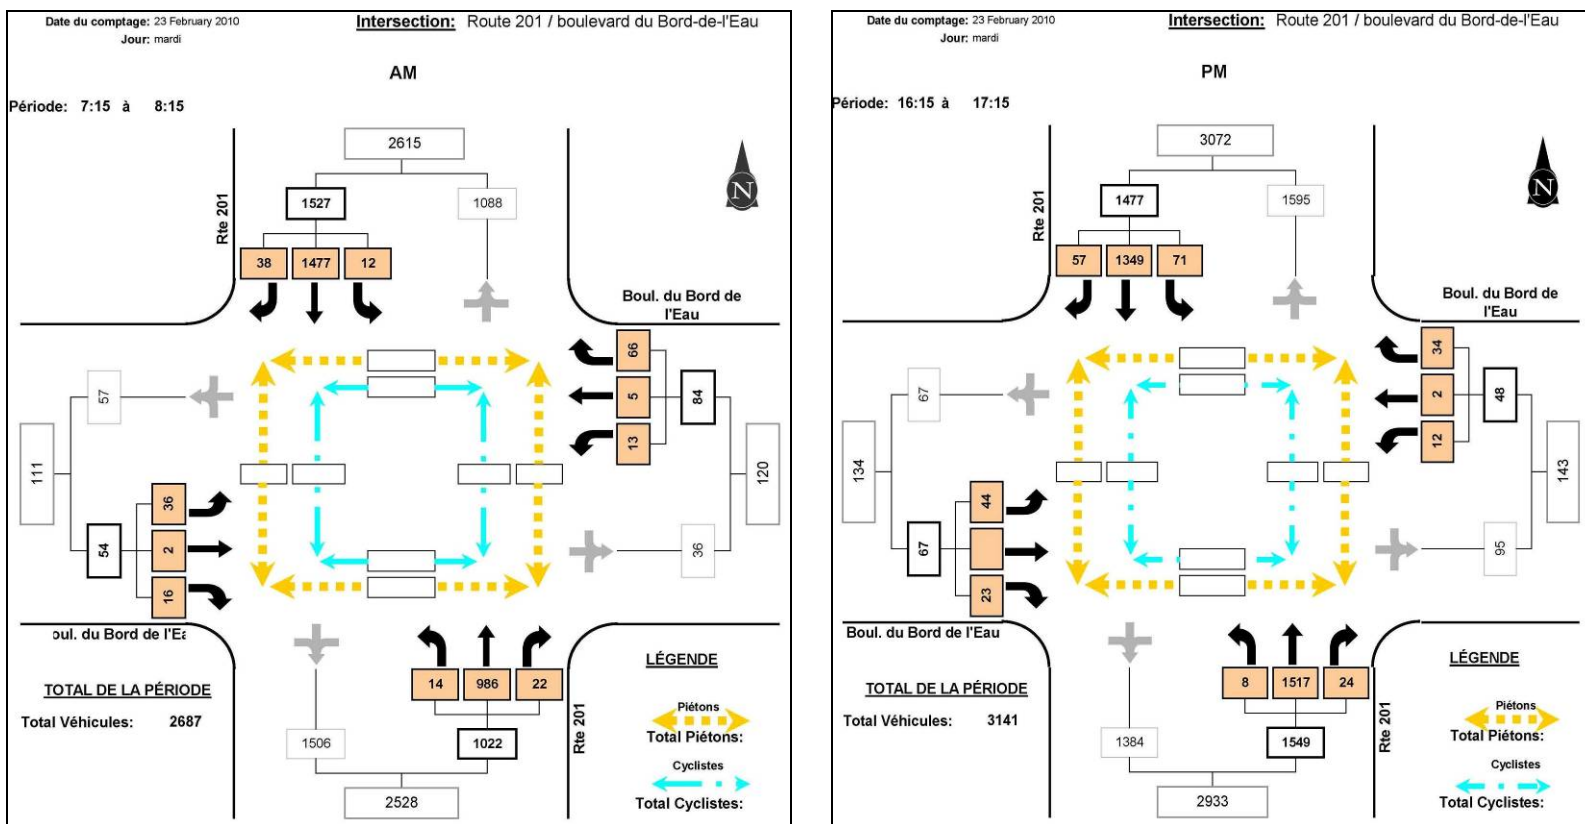 Date du comptage: 23 February 2010
Intersection: Route 201 / boulevard du Bord-de-l'Eau
Jour: mardi
AM
Période: 7:15 à 8:15
2615
1527
1088
Rte 201
38 1477 12
Boul. du Bord de
l'Eau
66
5
84
13
57
111
120
36
2
54
16
36
oul. du Bord de l'Ea
14 986 22
LÉGENDE
TOTAL DE LA PÉRIODE
Total Véhicules: 2687
1506
1022
Rte 201
Piétons
Total Piétons:
Cyclistes
Total Cyclistes:
2528
N
Date du comptage: 23 February 2010
Intersection: Route 201 / boulevard du Bord-de-l'Eau
Jour: mardi
PM
Période: 16:15 à 17:15
3072
1477
1595
Rte 201
57 1349 71
Boul. du Bord de
l'Eau
34
2
48
12
67
134
143
44
67
23
95
Boul. du Bord de l'Eau
8 1517 24
LÉGENDE
TOTAL DE LA PÉRIODE
Total Véhicules: 3141
1384
1549
Rte 201
Piétons
Total Piétons:
Cyclistes
Total Cyclistes:
2933
N